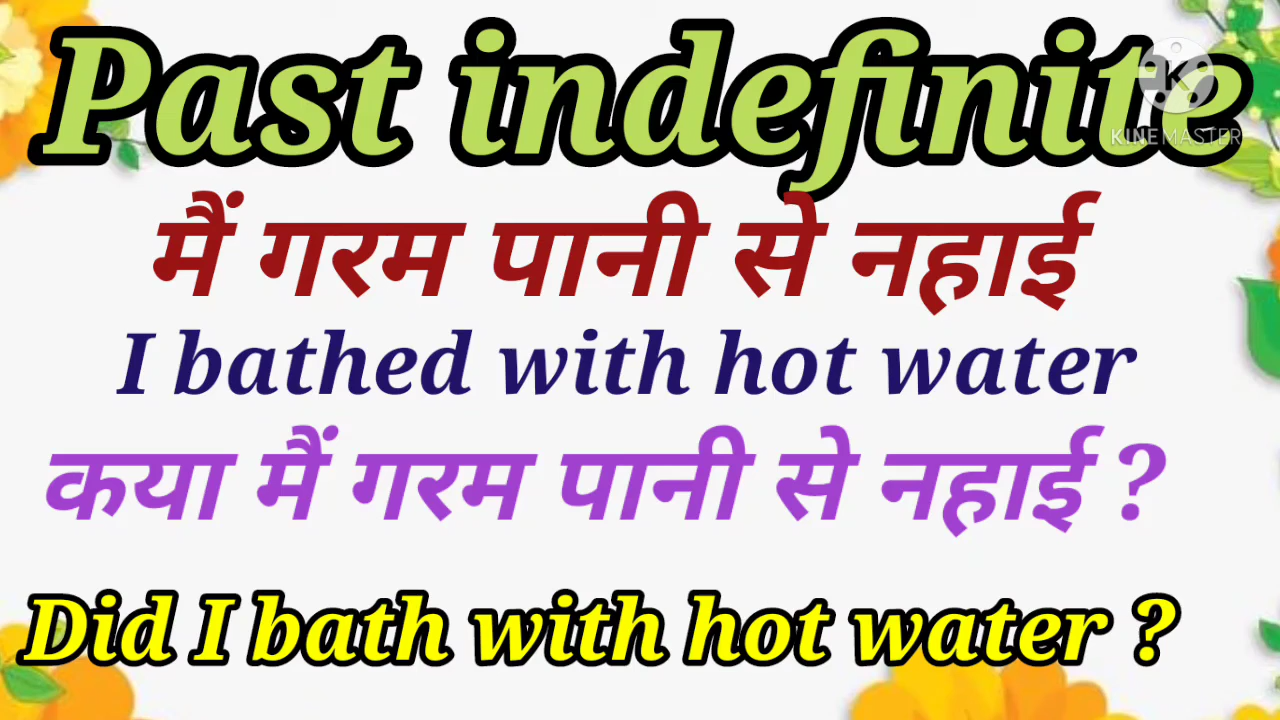 Past indefinite
KINEMASTER
मैं गरम पानी से नहाई
I bathed with hot water
कया मैं गरम पानी से नहाई ?
Did I bath with hot water ?